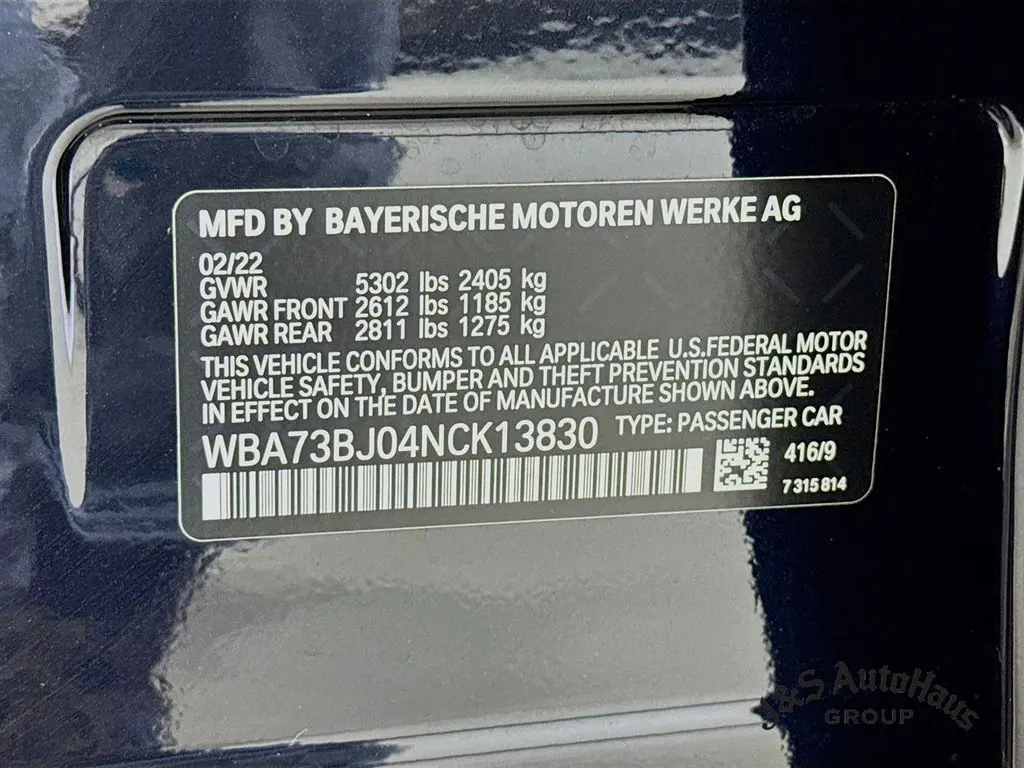 MFD BY BAYERISCHE MOTOREN WERKE AG
02/22
GVWR 5302 lbs 2405 kg
GAWR FRONT 2612 lbs 1185 kg
GAWR REAR 2811 lbs 1275 kg
THIS VEHICLE CONFORMS TO ALL APPLICABLE U.S.FEDERAL MOTOR
VEHICLE SAFETY, BUMPER AND THEFT PREVENTION STANDARDS
IN EFFECT ON THE DATE OF MANUFACTURE SHOWN ABOVE.
WBA73BJ04NCK13830 TYPE: PASSENGER CAR
416/9
7315814
J&S AutoHaus
GROUP